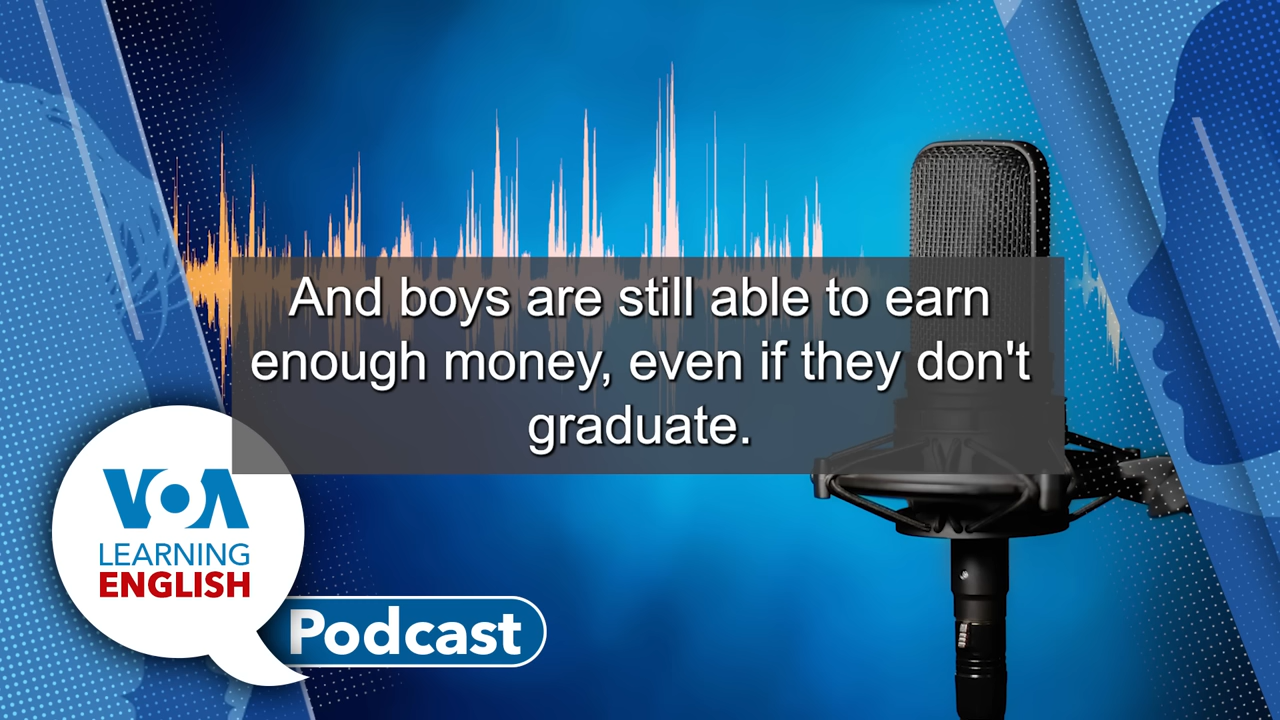 And boys are still able to earn
enough money, even if they don't
graduate.
VOA
LEARNING
ENGLISH
Podcast